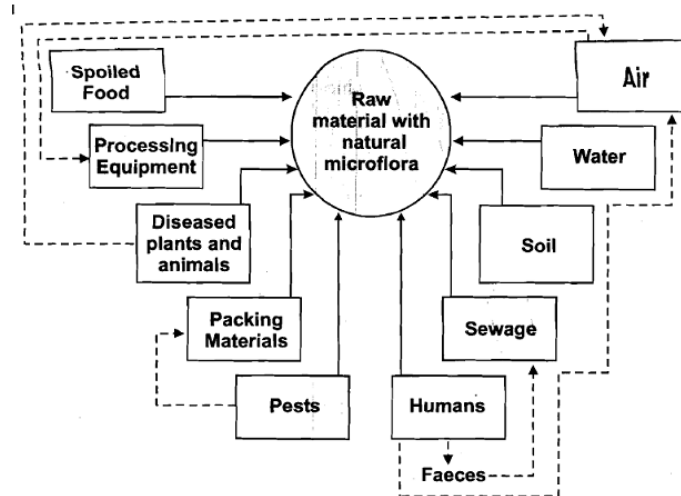 Spoiled
Food
Processing
Equipment
Diseased
plants and
animals
Packing
Materials
Pests
Raw
material with
natural
microflora
Air
Water
Soil
Sewage
Humans
Faeces